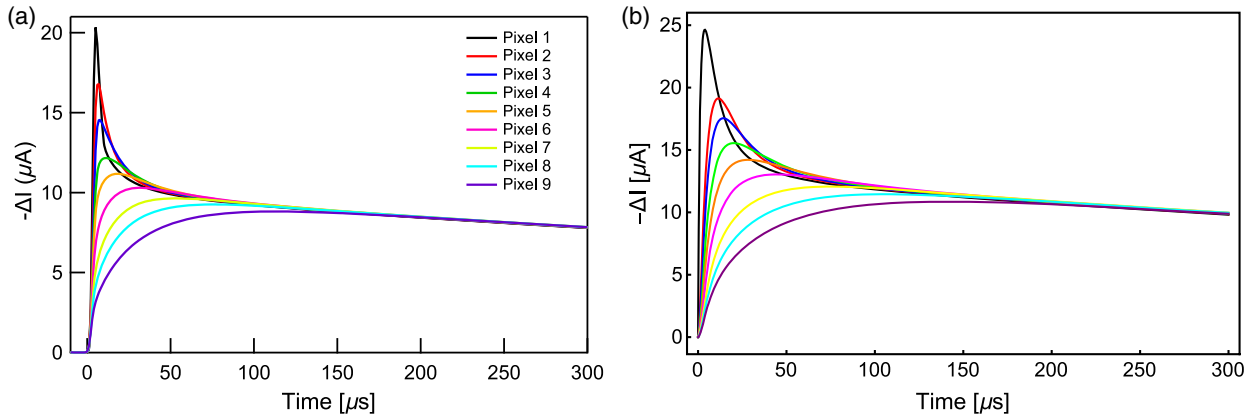 (a)
20
15
10
5
0
-ΔI (μA)
0 50 100 150 200 250 300
Time [μs]
Pixel 1
Pixel 2
Pixel 3
Pixel 4
Pixel 5
Pixel 6
Pixel 7
Pixel 8
Pixel 9
(b)
25
20
15
10
5
0
−ΔI [μA]
0 50 100 150 200 250 300
Time [μs]